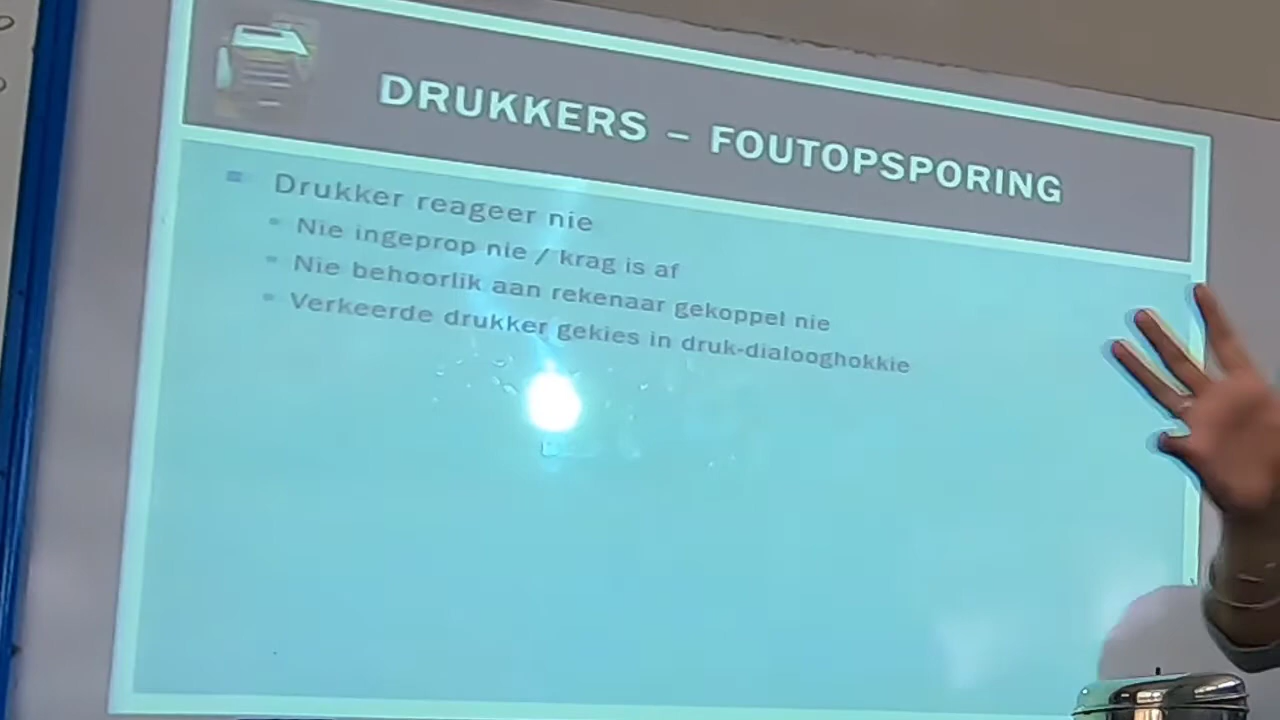 DRUKKERS – FOUTOPSPORING
Drukker reageer nie
Nie ingeprop nie / krag is af
Nie behoorlik aan rekenaar gekoppel nie
Verkeerde drukker gekies in druk-dialooghokkie